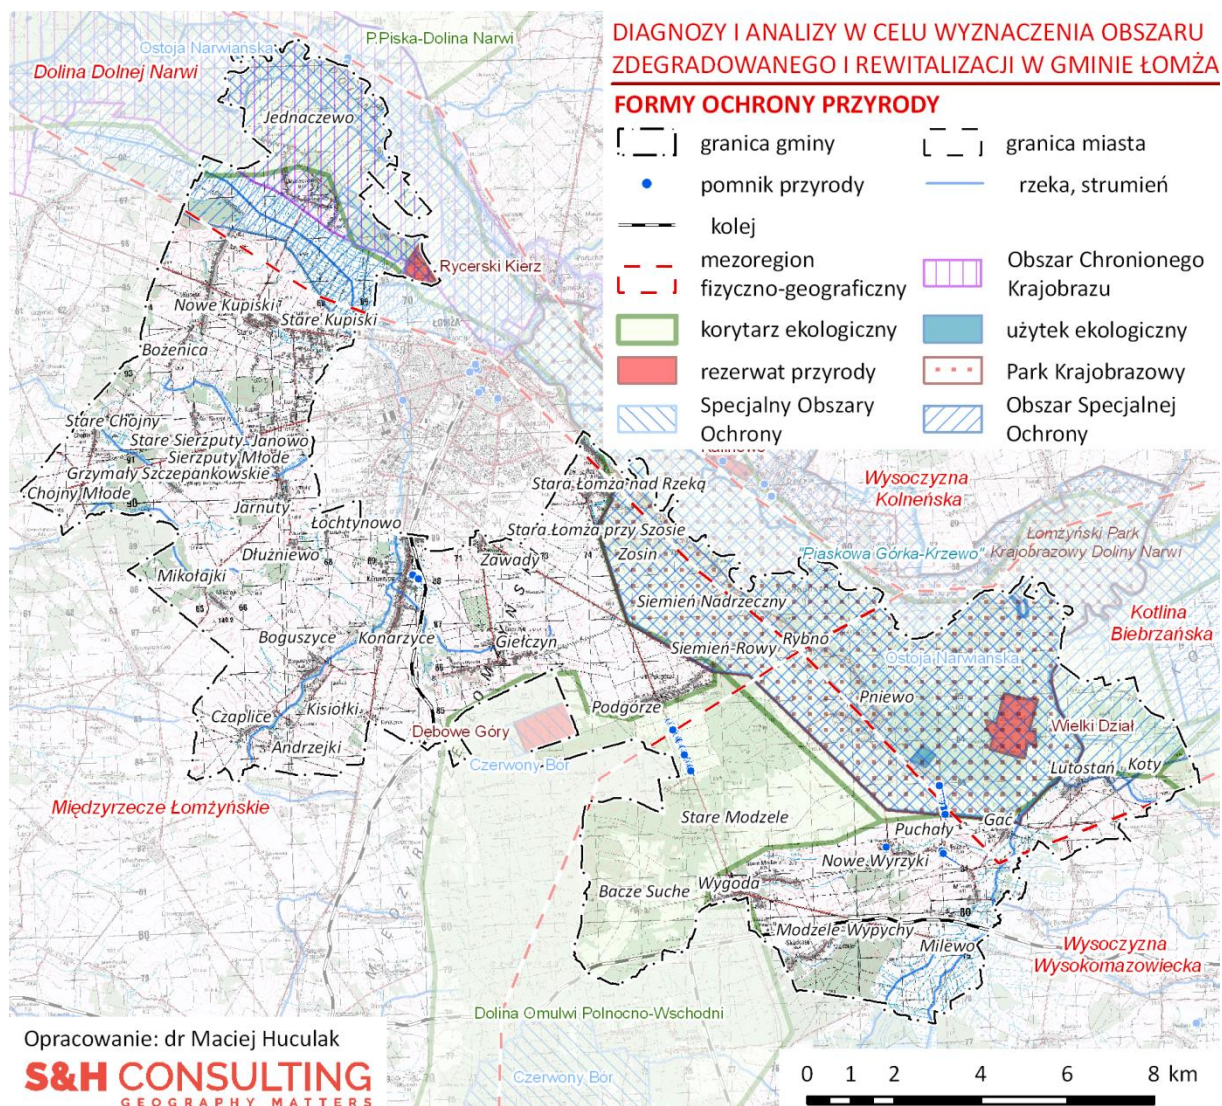 DIAGNOZY I ANALIZY W CELU WYZNACZENIA OBSZARU
ZDEGRADOWANEGO I REWITALIZACJI W GMINIE ŁOMŻA
FORMY OCHRONY PRZYRODY
granica gminy
granica miasta
pomnik przyrody
rzeka, strumień
kolej
mezoregion
fizyczno-geograficzny
Obszar Chronionego
Krajobrazu
korytarz ekologiczny
użytek ekologiczny
rezerwat przyrody
Park Krajobrazowy
Specjalny Obszary
Ochrony
Obszar Specjalnej
Ochrony
P.Piska-Dolina Narwi
Ostoja Narwiańska
Dolina Dolnej Narwi
Jednaczewo
Rycerski Kierz
Nowe Kupiski
Stare Kupiski
ŁOMŻA
Bożenica
Stare Chojny
Stare Sierzputy
Janowo
Sierzputy Młode
Grzymały Szczepankowskie
Chojny Młode
Jarnuty
Łochtynowo
Dłużniewo
Mikołajki
Boguszyce
Konarzyce
Kisiółki
Czaplice
Andrzejki
Międzyrzecze Łomżyńskie
Stara Łomża nad Rzeką
Stara Łomża przy Szosie
Zosin
Zawady
Giełczyn
Siemień Nadrzeczny
Siemień-Rowy
Rybno
Podgórze
Dębowe Góry
Czerwony Bór
Wysoczyzna
Kolneńska
Łomżyński Park
Krajobrazowy Doliny Narwi
"Piaskowa Górka-Krzewo"
Kotlina
Biebrzańska
Ostoja Narwiańska
Pniewo
Wielki Dział
Lutostań
Koty
Gać
Puchały
Stare Modzele
Nowe Wyrzyki
Wygoda
Bacze Suche
Modzele-Wypychy
Milewo
Wysoczyzna
Wysokomazowiecka
Dolina Omulwi Polnocno-Wschodni
Czerwony Bór
Opracowanie: dr Maciej Huculak
S&H CONSULTING
GEOGRAPHY MATTERS
0 1 2 4 6 8 km